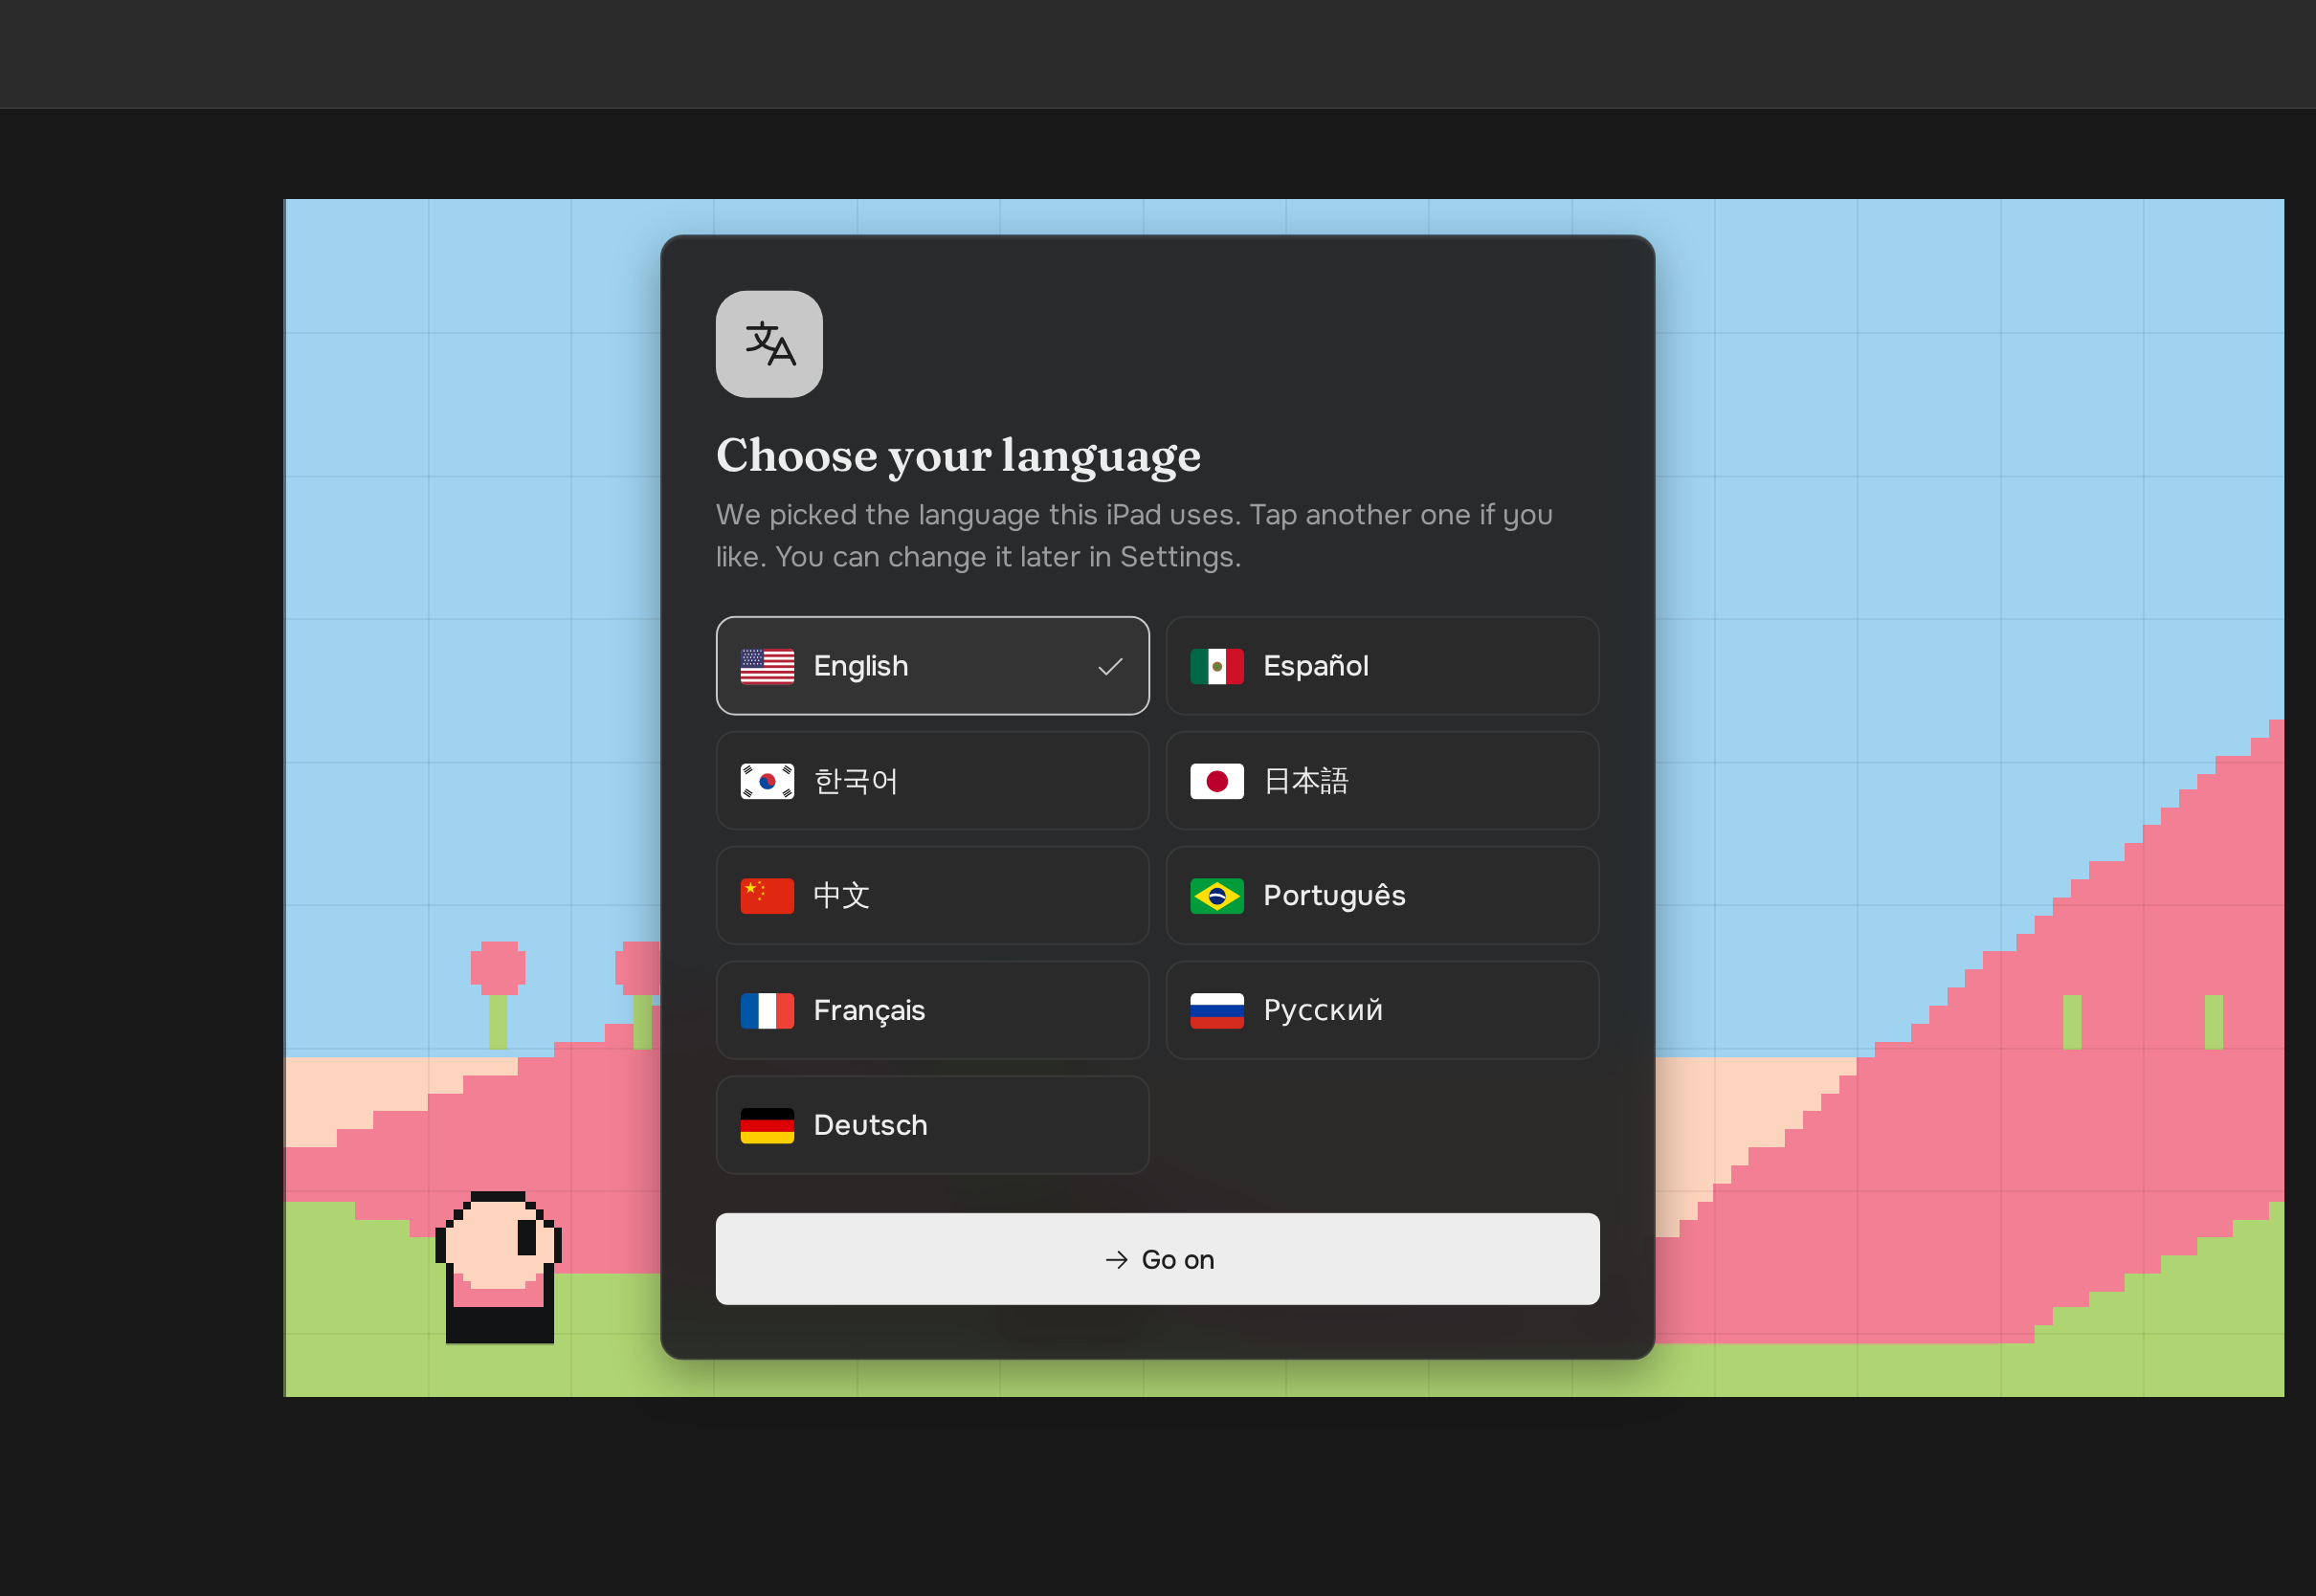 文A
Choose your language
We picked the language this iPad uses. Tap another one if you
like. You can change it later in Settings.
English
Español
한국어
日本語
中文
Português
Français
Русский
Deutsch
Go on